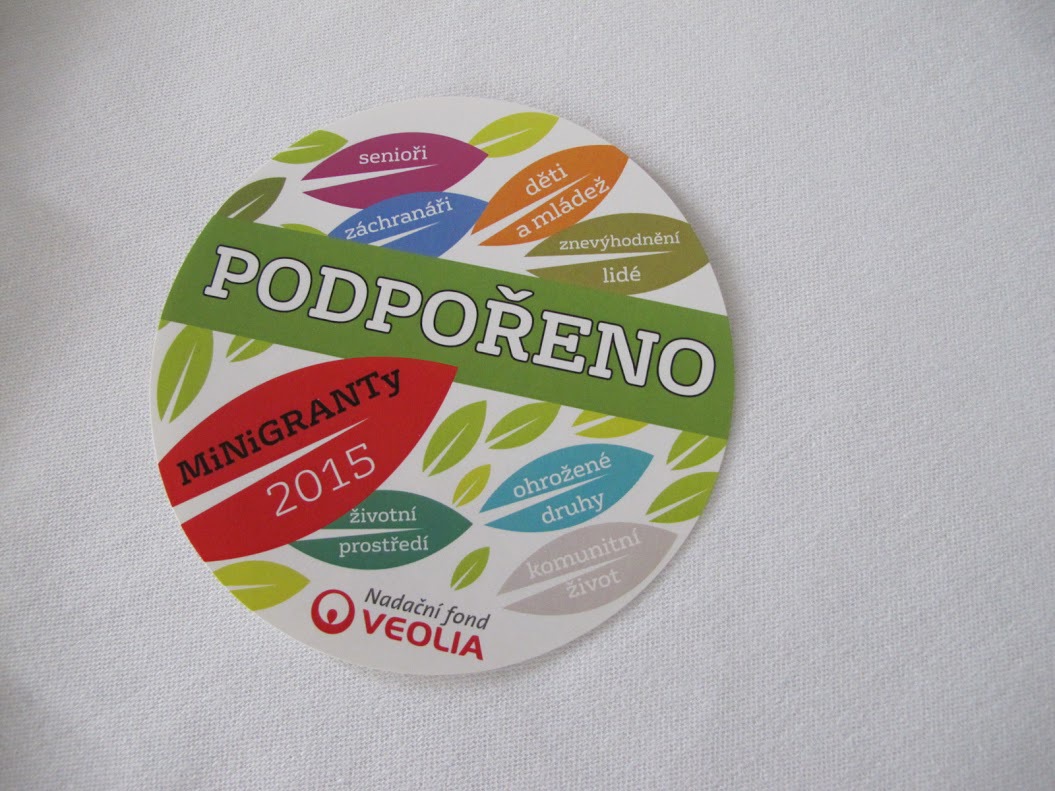 senioři
děti
a mládež
záchranáři
znevýhodnění
lidé
PODPOŘENO
MiNiGRANTy
2015
ohrožené
druhy
životní
prostředí
komunitní
život
Nadační fond
VEOLIA